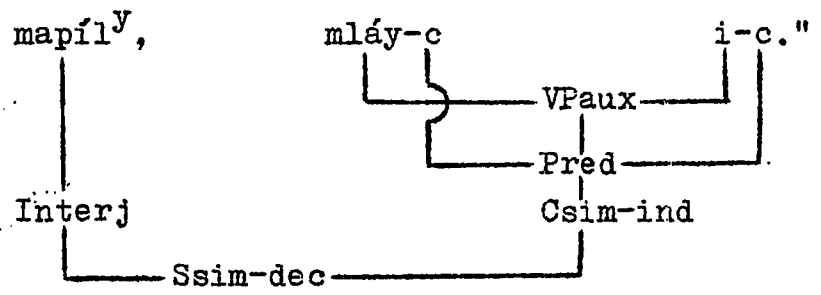 mapílʸ, mláy-c i-c."
VPaux
Pred
Interj Csim-ind
Ssim-dec